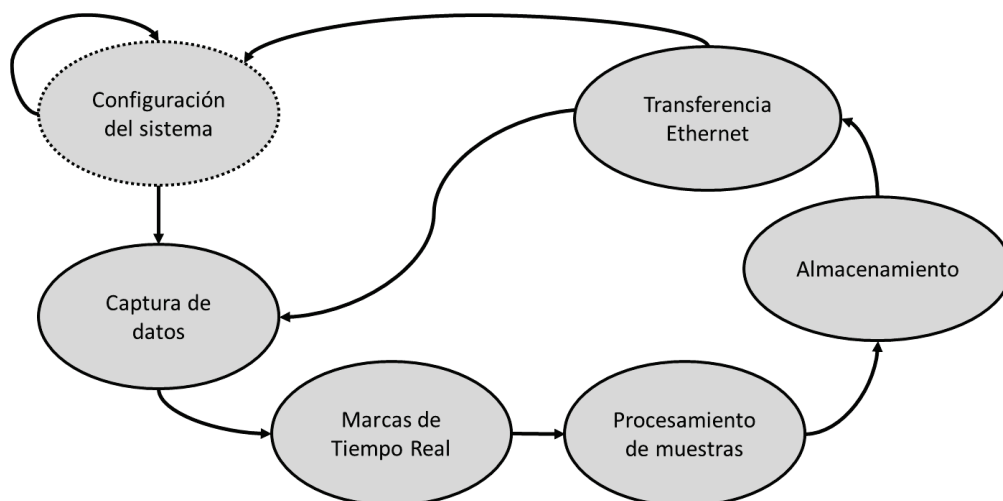 Configuración
del sistema
Transferencia
Ethernet
Almacenamiento
Captura de
datos
Marcas de
Tiempo Real
Procesamiento
de muestras